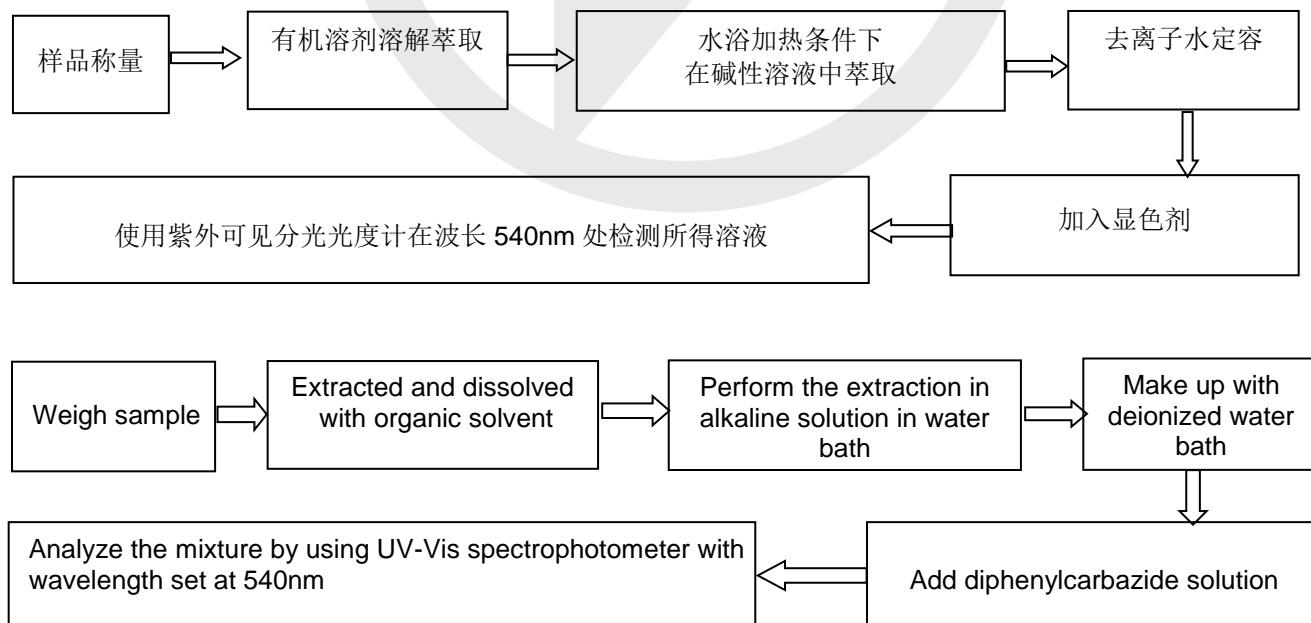 样品称量
有机溶剂溶解萃取
水浴加热条件下
在碱性溶液中萃取
去离子水定容
加入显色剂
使用紫外可见分光光度计在波长 540nm 处检测所得溶液
Weigh sample
Extracted and dissolved
with organic solvent
Perform the extraction in
alkaline solution in water
bath
Make up with
deionized water
bath
Add diphenylcarbazide solution
Analyze the mixture by using UV-Vis spectrophotometer with
wavelength set at 540nm